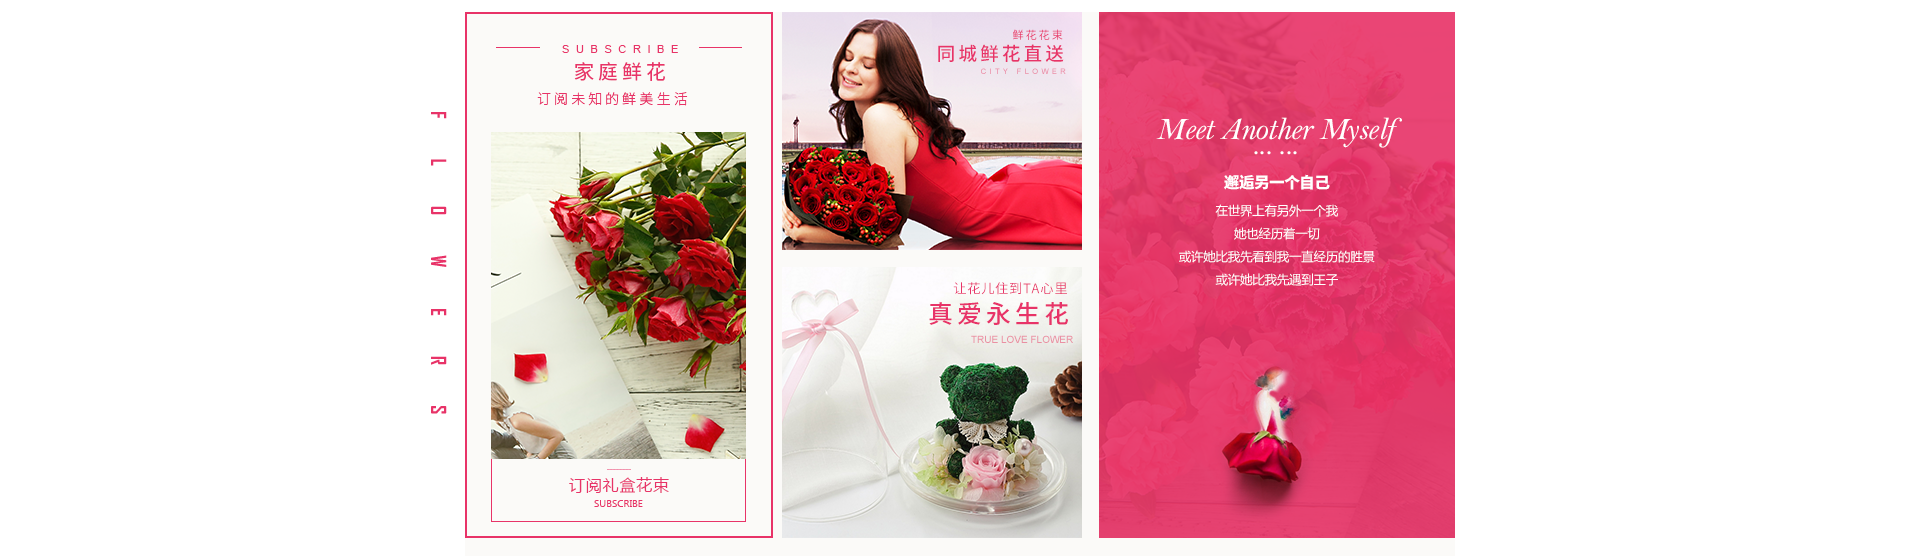 FLOWERS
SUBSCRIBE
家庭鲜花
订阅未知的鲜美生活
订阅礼盒花束
SUBSCRIBE
鲜花花束
同城鲜花直送
CITY FLOWER
让花儿住到TA心里
真爱永生花
TRUE LOVE FLOWER
Meet Another Myself
... ...
邂逅另一个自己
在世界上有另外一个我
她也经历着一切
或许她比我先看到我一直经历的胜景
或许她比我先遇到王子